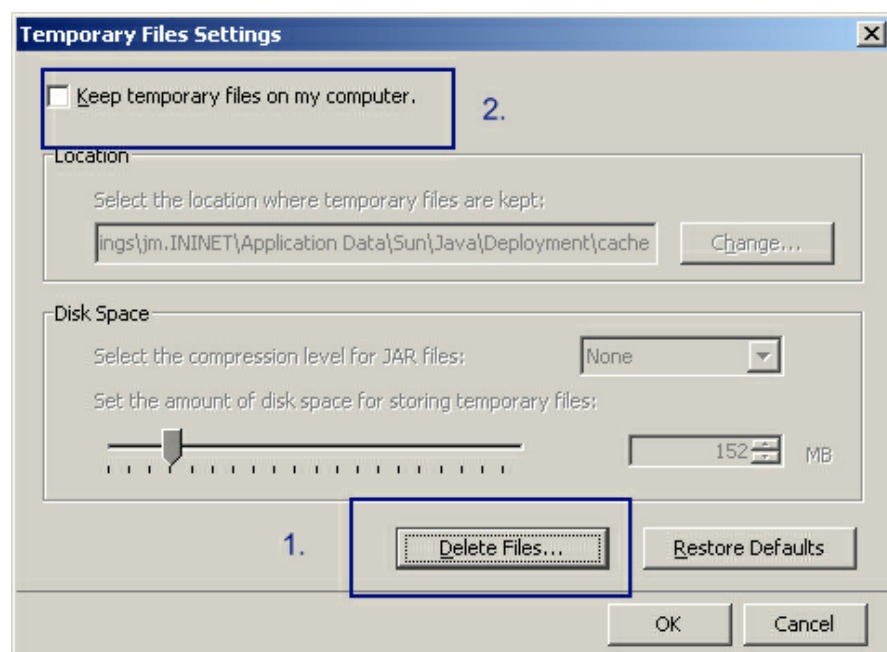 Temporary Files Settings
Keep temporary files on my computer.
2.
Location
Select the location where temporary files are kept:
ings\jm.ININET\Application Data\Sun\Java\Deployment\cache
Change...
Disk Space
Select the compression level for JAR files:
None
Set the amount of disk space for storing temporary files:
152
MB
1.
Delete Files...
Restore Defaults
OK
Cancel